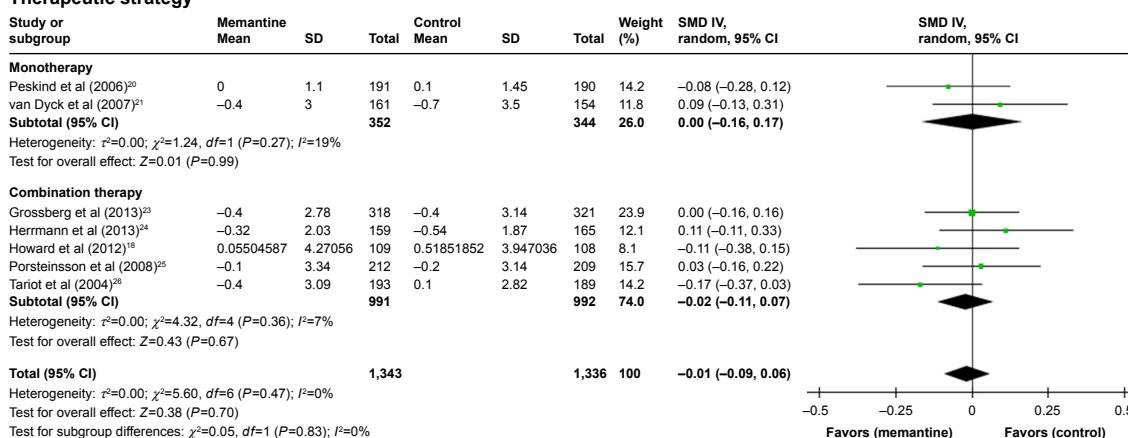 Therapeutic strategy
Study or subgroup Memantine Mean SD Total Control Mean SD Total Weight (%) SMD IV, random, 95% CI SMD IV, random, 95% CI
Monotherapy
Peskind et al (2006)²⁰ 0 1.1 191 0.1 1.45 190 14.2 –0.08 (–0.28, 0.12)
van Dyck et al (2007)²¹ –0.4 3 161 –0.7 3.5 154 11.8 0.09 (–0.13, 0.31)
Subtotal (95% CI) 352 344 26.0 0.00 (–0.16, 0.17)
Heterogeneity: τ²=0.00; χ²=1.24, df=1 (P=0.27); I²=19%
Test for overall effect: Z=0.01 (P=0.99)
Combination therapy
Grossberg et al (2013)²³ –0.4 2.78 318 –0.4 3.14 321 23.9 0.00 (–0.16, 0.16)
Herrmann et al (2013)²⁴ –0.32 2.03 159 –0.54 1.87 165 12.1 0.11 (–0.11, 0.33)
Howard et al (2012)¹⁸ 0.05504587 4.27056 109 0.51851852 3.947036 108 8.1 –0.11 (–0.38, 0.15)
Porsteinsson et al (2008)²⁵ –0.1 3.34 212 –0.2 3.14 209 15.7 0.03 (–0.16, 0.22)
Tariot et al (2004)²⁶ –0.4 3.09 193 0.1 2.82 189 14.2 –0.17 (–0.37, 0.03)
Subtotal (95% CI) 991 992 74.0 –0.02 (–0.11, 0.07)
Heterogeneity: τ²=0.00; χ²=4.32, df=4 (P=0.36); I²=7%
Test for overall effect: Z=0.43 (P=0.67)
Total (95% CI) 1,343 1,336 100 –0.01 (–0.09, 0.06)
Heterogeneity: τ²=0.00; χ²=5.60, df=6 (P=0.47); I²=0%
Test for overall effect: Z=0.38 (P=0.70)
Test for subgroup differences: χ²=0.05, df=1 (P=0.83); I²=0%
–0.5 –0.25 0 0.25 0.5
Favors (memantine) Favors (control)